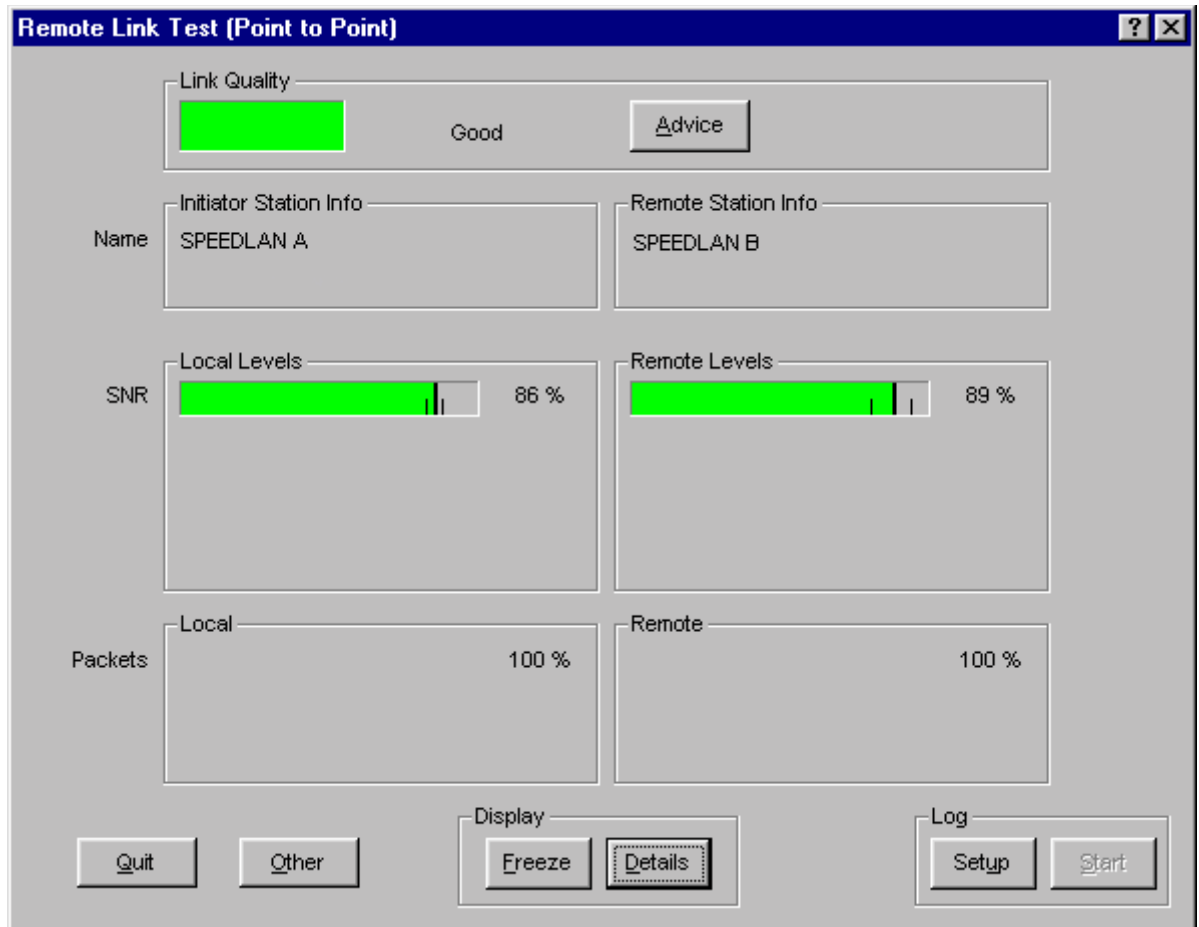 Remote Link Test (Point to Point)
?
Link Quality
Good
Advice
Initiator Station Info
Remote Station Info
Name
SPEEDLAN A
SPEEDLAN B
Local Levels
Remote Levels
SNR
86 %
89 %
Local
Remote
Packets
100 %
100 %
Display
Log
Quit
Other
Freeze
Details
Setup
Start